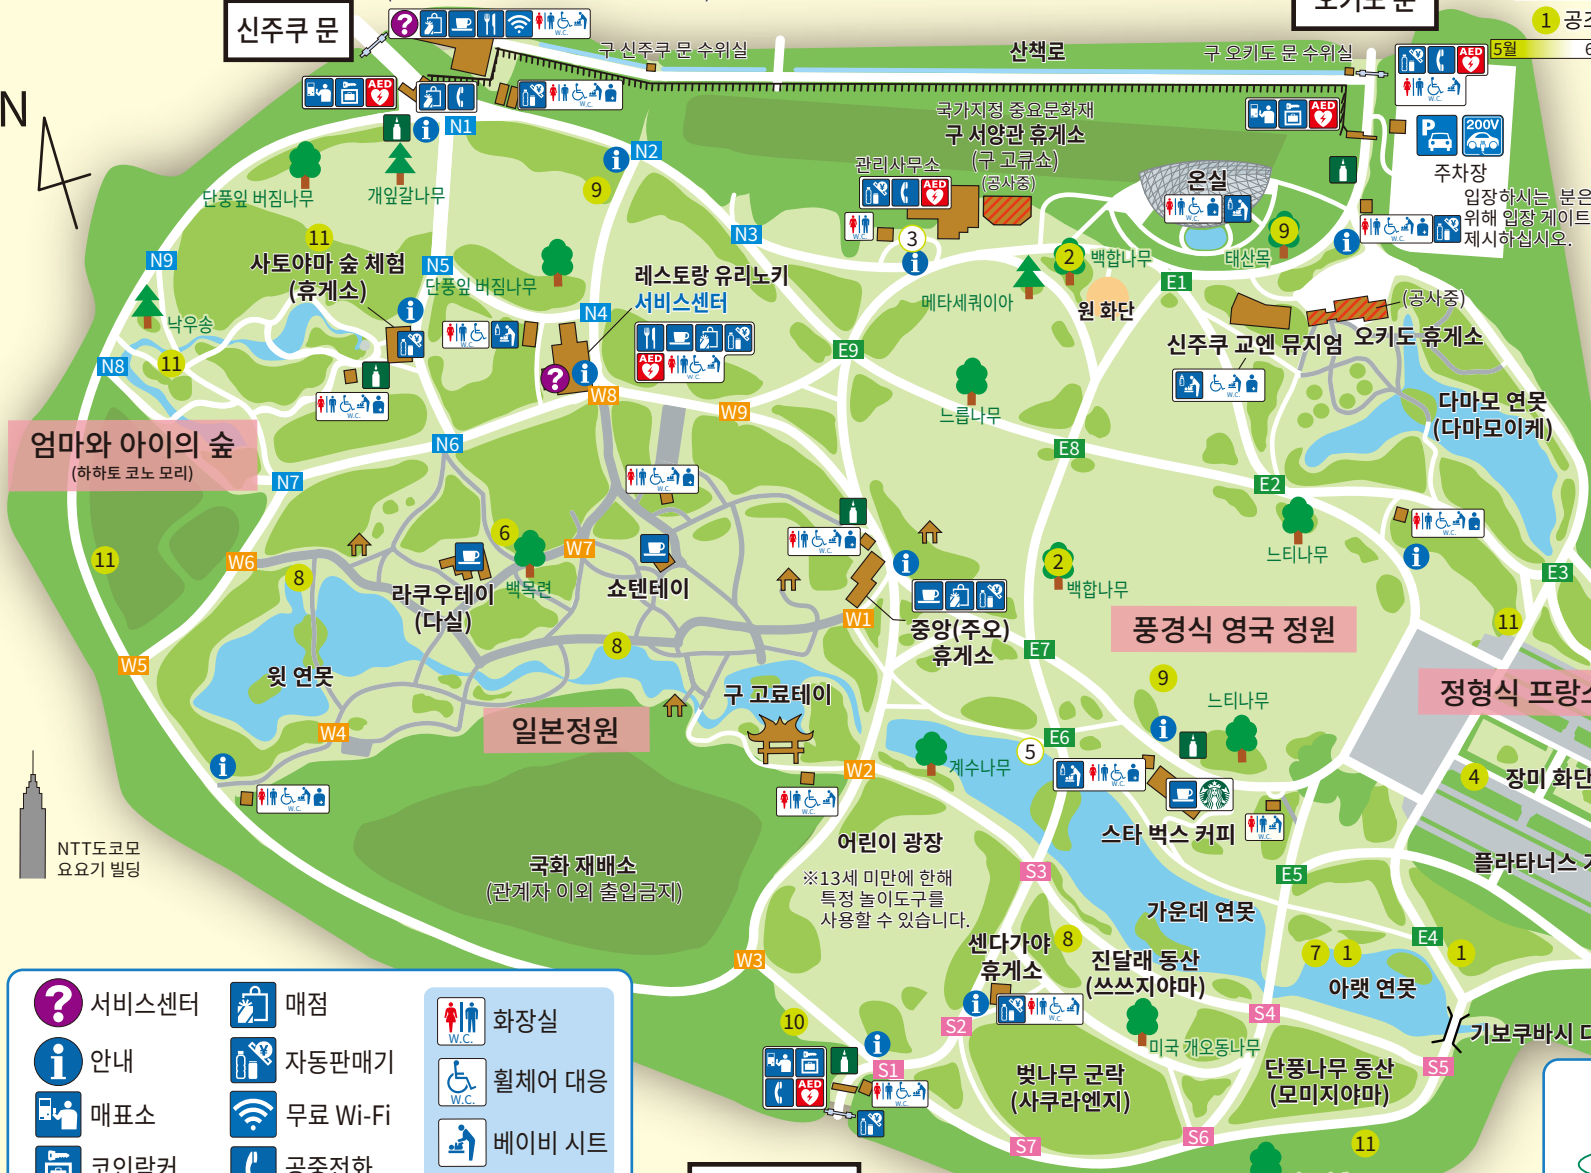 신주쿠 문
오키도 문
W.C.
구 신주쿠 문 수위실
산책로
구 오키도 문 수위실
1
5월
6
N
AED
W.C.
N1
N2
9
국가지정 중요문화재
구 서양관 휴게소
(구 고큐쇼)
(공사중)
관리사무소
AED
W.C.
3
AED
AED
W.C.
P
200V
주차장
입장하시는 분은
위해 입장 게이트
제시하십시오.
W.C.
온실
W.C.
9
태산목
단풍잎 버짐나무
개잎갈나무
11
사토야마 숲 체험
(휴게소)
N9
N5
단풍잎 버짐나무
N3
레스토랑 유리노키
서비스센터
N4
AED
W.C.
W.C.
2
백합나무
메타세쿼이아
원 화단
E1
(공사중)
신주쿠 교엔 뮤지엄
오키도 휴게소
W.C.
낙우송
N8
11
W.C.
W8
W9
E9
느릅나무
다마모 연못
(다마모이케)
엄마와 아이의 숲
(하하토 코노 모리)
N6
N7
E8
E2
W.C.
W.C.
W.C.
느티나무
E3
11
W6
8
6
백목련
라쿠우테이
(다실)
W7
쇼텐테이
2
백합나무
W1
중앙(주오)
휴게소
풍경식 영국 정원
11
W5
윗 연못
8
구 고료테이
E7
9
느티나무
정형식 프랑스
W4
일본정원
W2
계수나무
5
E6
W.C.
스타 벅스 커피
W.C.
4
장미 화단
W.C.
W.C.
NTT도코모
요요기 빌딩
국화 재배소
(관계자 이외 출입금지)
어린이 광장
※13세 미만에 한해
특정 놀이도구를
사용할 수 있습니다.
S3
E5
플라타너스
가운데 연못
E4
7
1
1
아랫 연못
W3
센다가야
휴게소
8
진달래 동산
(쓰쓰지야마)
W.C.
S2
S4
미국 개오동나무
기보쿠바시
10
S1
AED
W.C.
벚나무 군락
(사쿠라엔지)
단풍나무 동산
(모미지야마)
S5
S7
S6
11
서비스센터
매점
화장실
W.C.
안내
자동판매기
휠체어 대응
W.C.
매표소
무료 Wi-Fi
베이비 시트
코인락커
공중전화